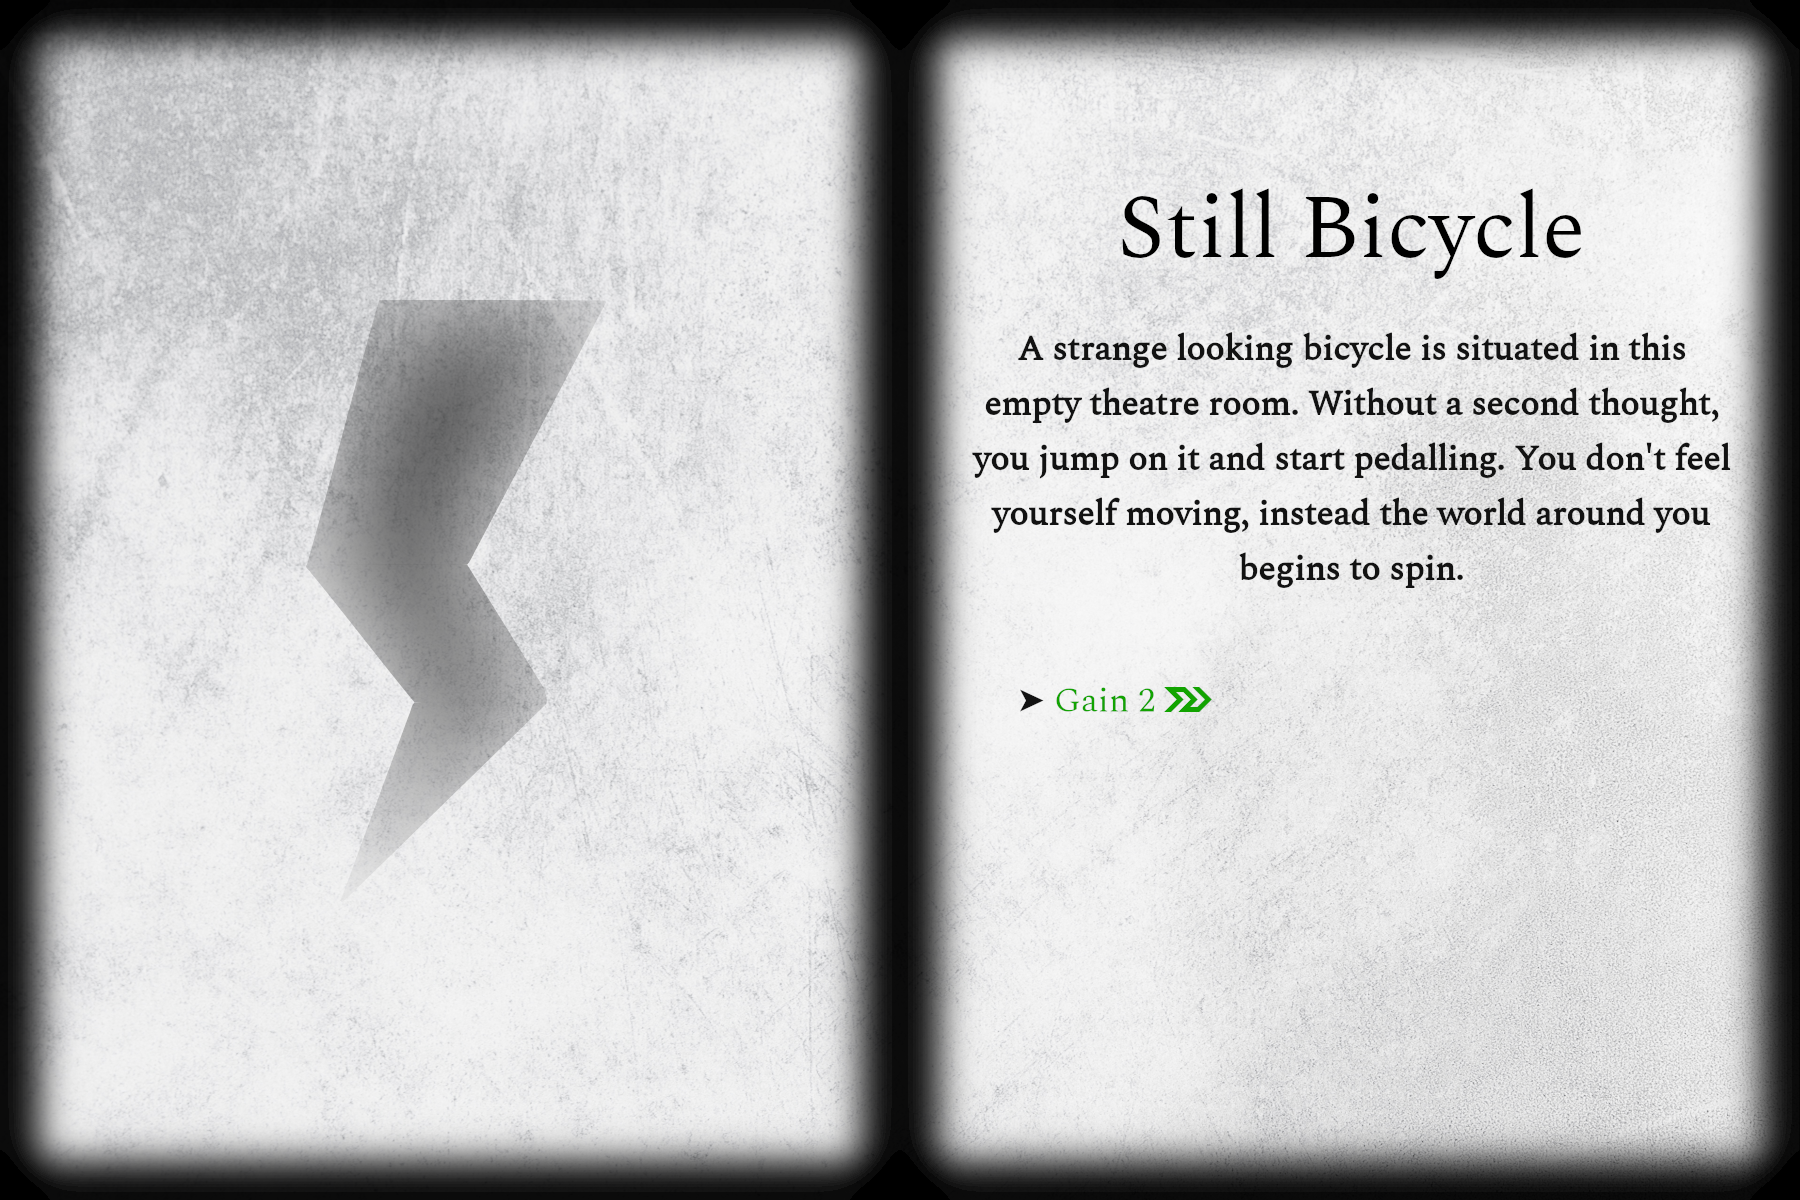 Still Bicycle
A strange looking bicycle is situated in this
empty theatre room. Without a second thought,
you jump on it and start pedalling. You don't feel
yourself moving, instead the world around you
begins to spin.
➤ Gain 2